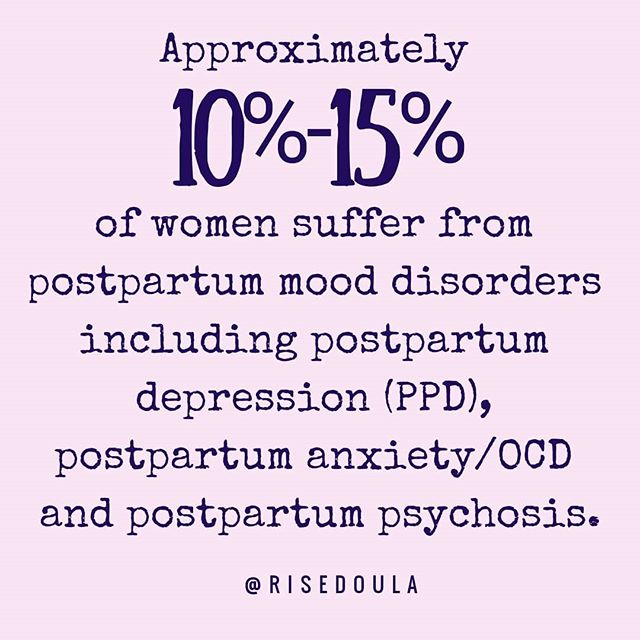 Approximately
10%-15%
of women suffer from
postpartum mood disorders
including postpartum
depression (PPD),
postpartum anxiety/OCD
and postpartum psychosis.
@RISEDOULA